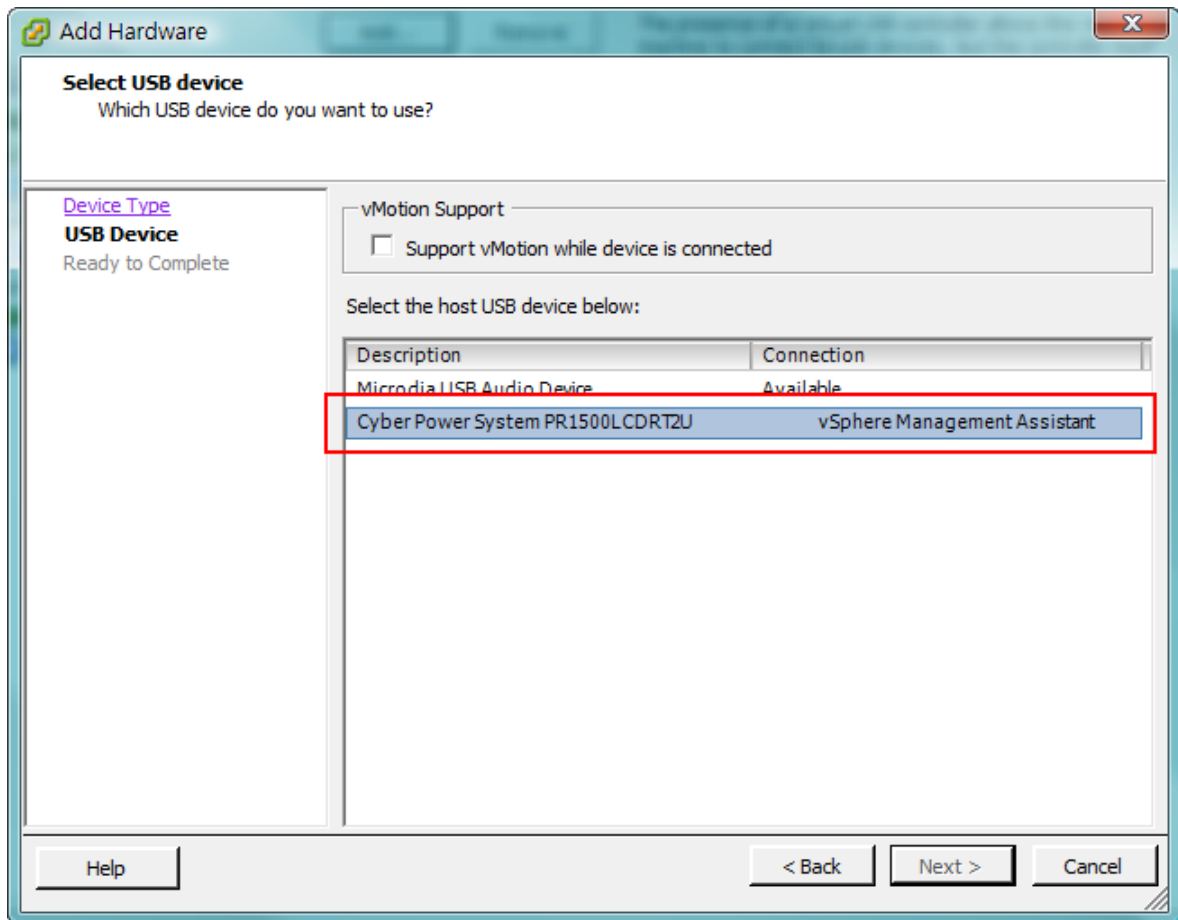 Add Hardware
Select USB device
Which USB device do you want to use?
Device Type
USB Device
Ready to Complete
vMotion Support
Support vMotion while device is connected
Select the host USB device below:
Description Connection
Microdia USB Audio Device Available
Cyber Power System PR1500LCDRT2U vSphere Management Assistant
Help < Back Next > Cancel